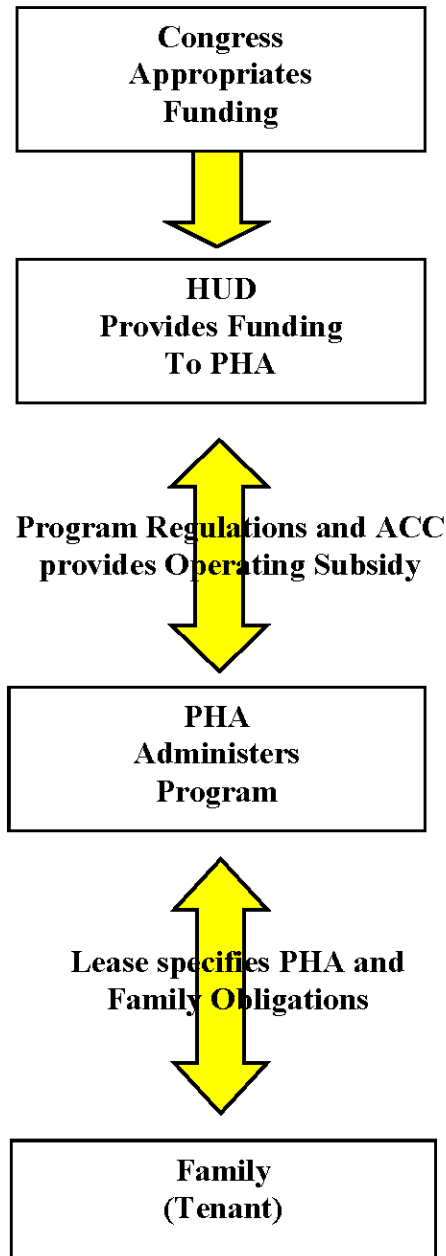 Congress
Appropriates
Funding
HUD
Provides Funding
To PHA
Program Regulations and ACC
provides Operating Subsidy
PHA
Administers
Program
Lease specifies PHA and
Family Obligations
Family
(Tenant)